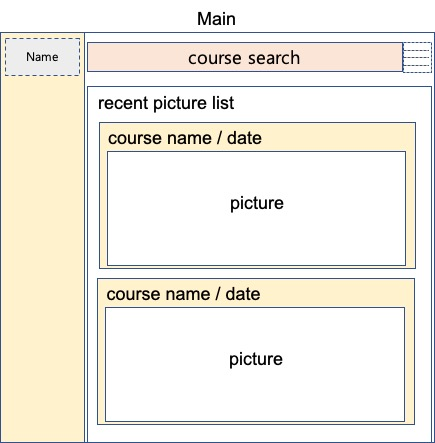 Main
Name
course search
recent picture list
course name / date
picture
course name / date
picture